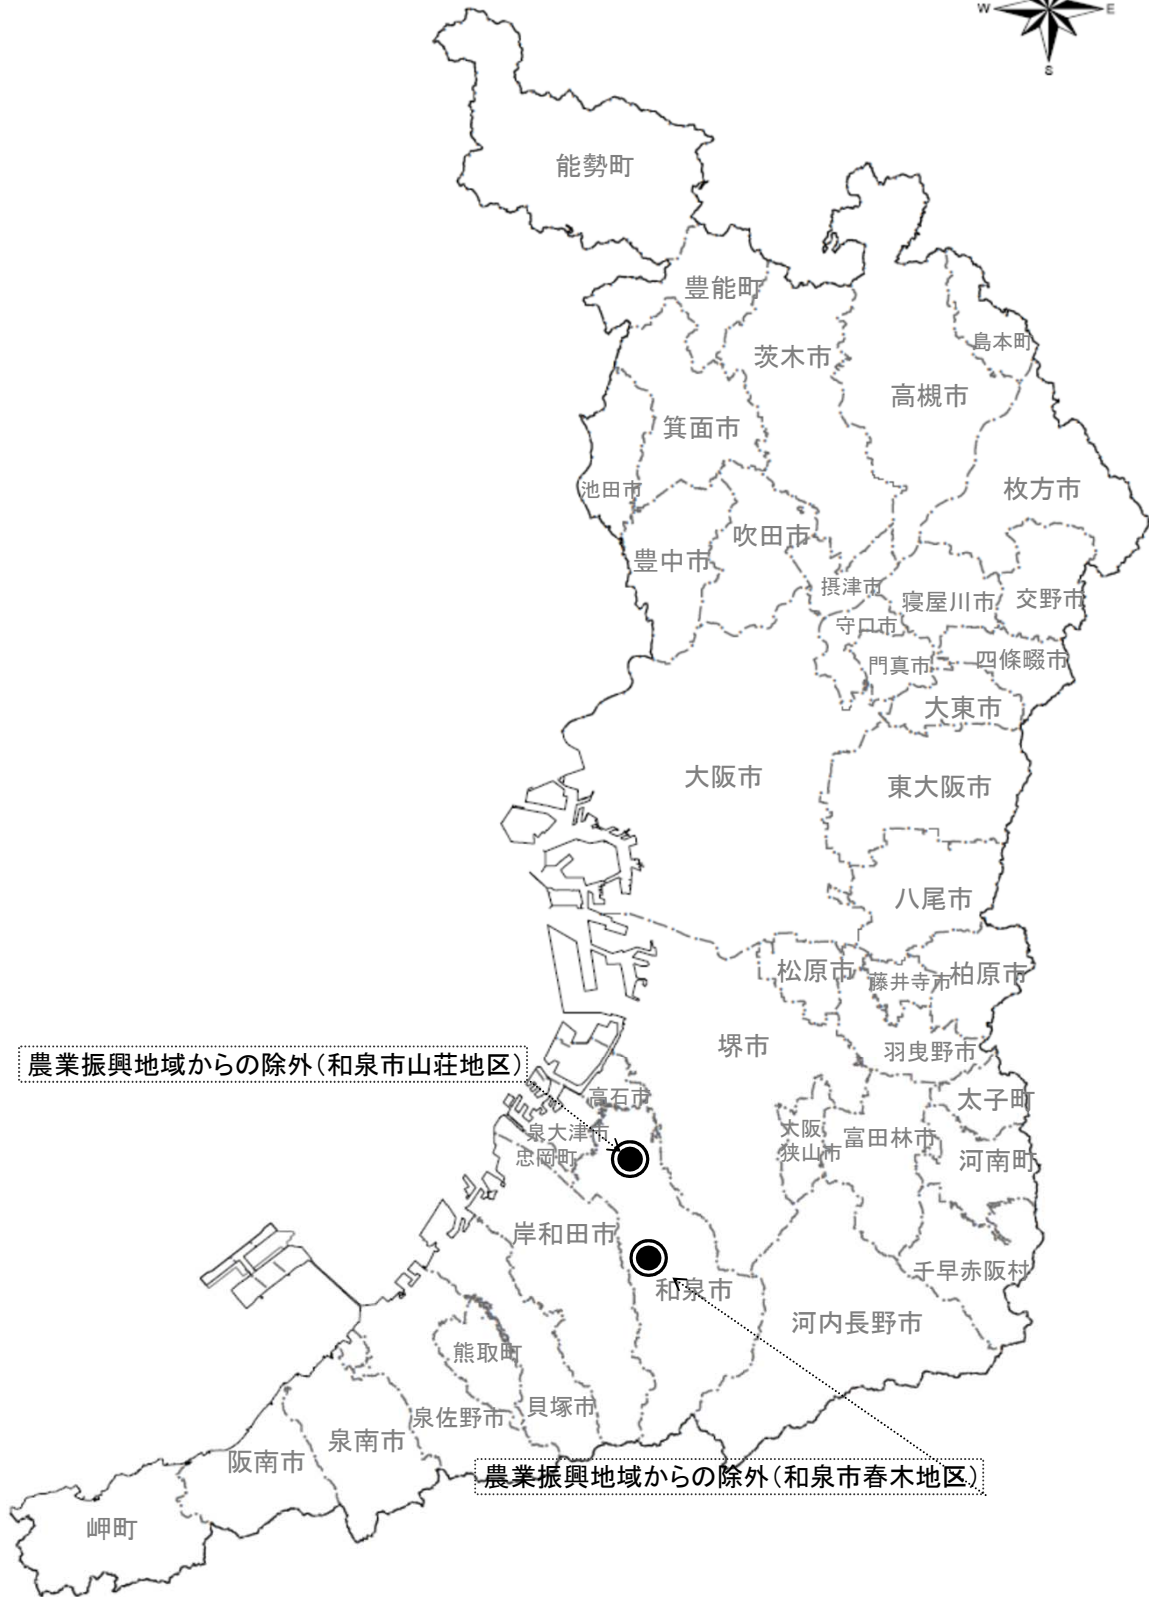 W E
S
能勢町
豊能町
島本町
茨木市
高槻市
箕面市
池田市
枚方市
吹田市
豊中市
摂津市
寝屋川市
交野市
守口市
門真市
四條畷市
大東市
大阪市
東大阪市
八尾市
松原市
藤井寺市
柏原市
堺市
羽曳野市
農業振興地域からの除外(和泉市山荘地区)
高石市
太子町
泉大津市
大阪
狭山市
富田林市
忠岡町
河南町
岸和田市
千早赤阪村
和泉市
河内長野市
熊取町
貝塚市
泉佐野市
泉南市
阪南市
農業振興地域からの除外(和泉市春木地区)
岬町